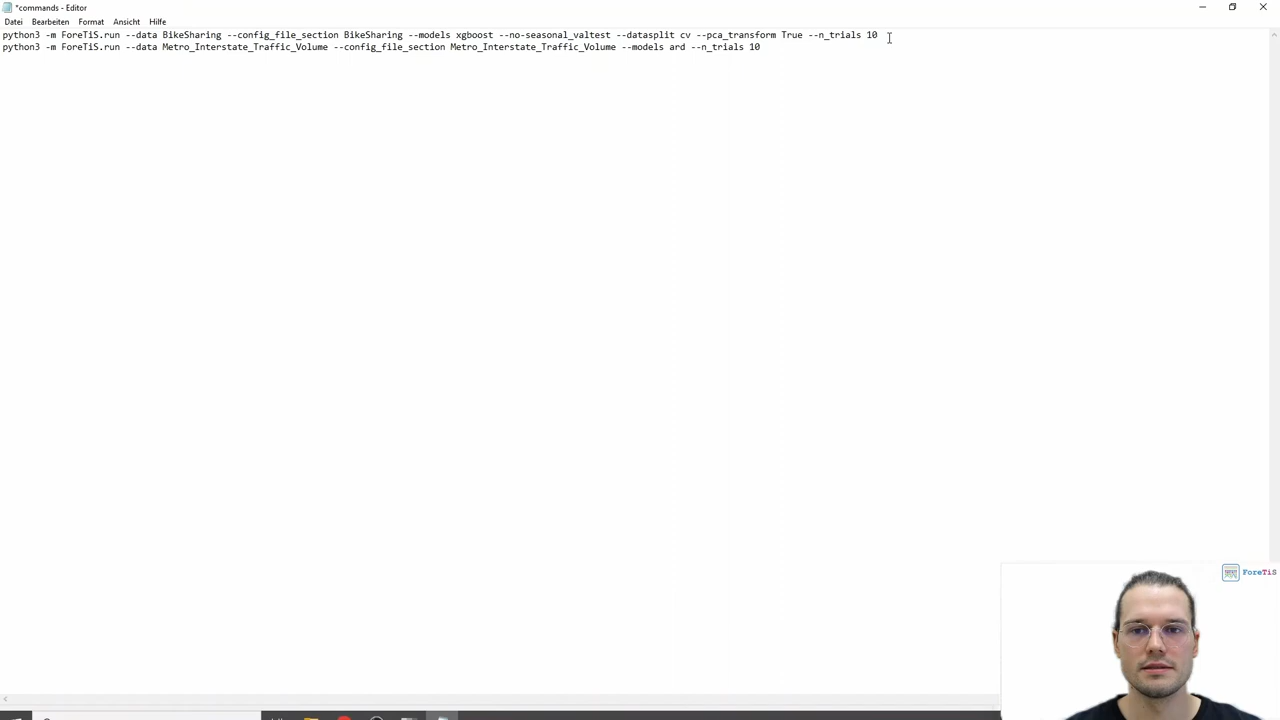 *commands - Editor
Datei Bearbeiten Format Ansicht Hilfe
python3 -m ForeTiS.run --data BikeSharing --config_file_section BikeSharing --models xgboost --no-seasonal_valtest --datasplit cv --pca_transform True --n_trials 10
python3 -m ForeTiS.run --data Metro_Interstate_Traffic_Volume --config_file_section Metro_Interstate_Traffic_Volume --models ard --n_trials 10
ForeTiS